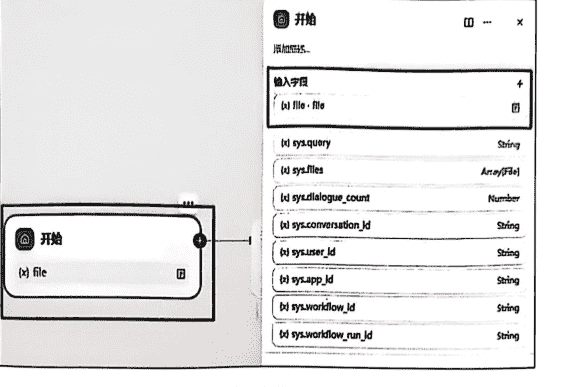 开始
添加描述...
输入字段
{x} file · file
{x} sys.query String
{x} sys.files Array[File]
{x} sys.dialogue_count Number
{x} sys.conversation_id String
{x} sys.user_id String
{x} sys.app_id String
{x} sys.workflow_id String
{x} sys.workflow_run_id String
开始
{x} file